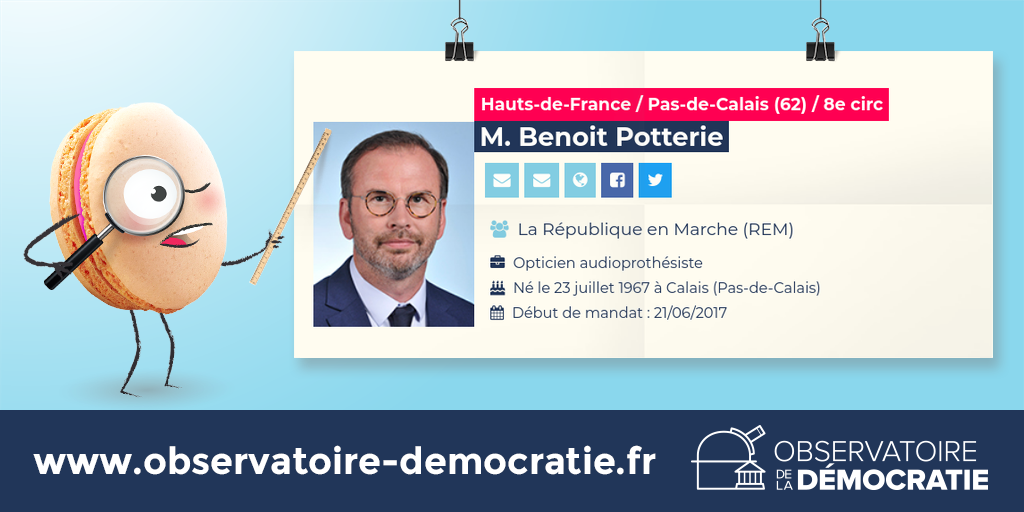 Hauts-de-France / Pas-de-Calais (62) / 8e circ
M. Benoit Potterie
La République en Marche (REM)
Opticien audioprothésiste
Né le 23 juillet 1967 à Calais (Pas-de-Calais)
Début de mandat : 21/06/2017
www.observatoire-democratie.fr
OBSERVATOIRE
DE LA DÉMOCRATIE